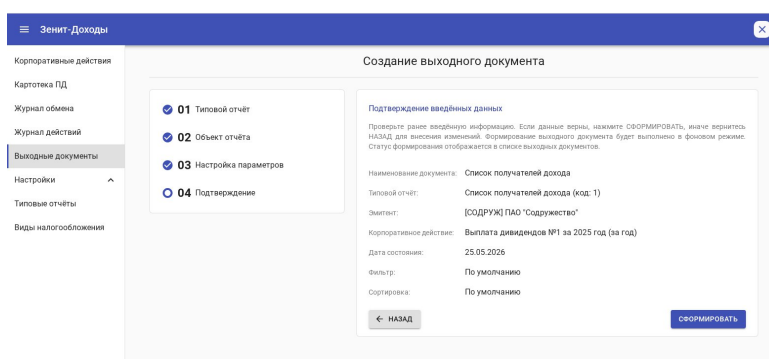 Зенит-Доходы
Корпоративные действия
Картотека ПД
Журнал обмена
Журнал действий
Выходные документы
Настройки
Типовые отчёты
Виды налогообложения
Создание выходного документа
01 Типовой отчёт
02 Объект отчёта
03 Настройка параметров
04 Подтверждение
Подтверждение введённых данных
Проверьте ранее введённую информацию. Если данные верны, нажмите СФОРМИРОВАТЬ, иначе вернитесь
НАЗАД для внесения изменений. Формирование выходного документа будет выполнено в фоновом режиме.
Статус формирования отображается в списке выходных документов.
Наименование документа: Список получателей дохода
Типовой отчёт: Список получателей дохода (код: 1)
Эмитент: [СОДРУЖ] ПАО "Содружество"
Корпоративное действие: Выплата дивидендов №1 за 2025 год (за год)
Дата состояния: 25.05.2026
Фильтр: По умолчанию
Сортировка: По умолчанию
НАЗАД
СФОРМИРОВАТЬ